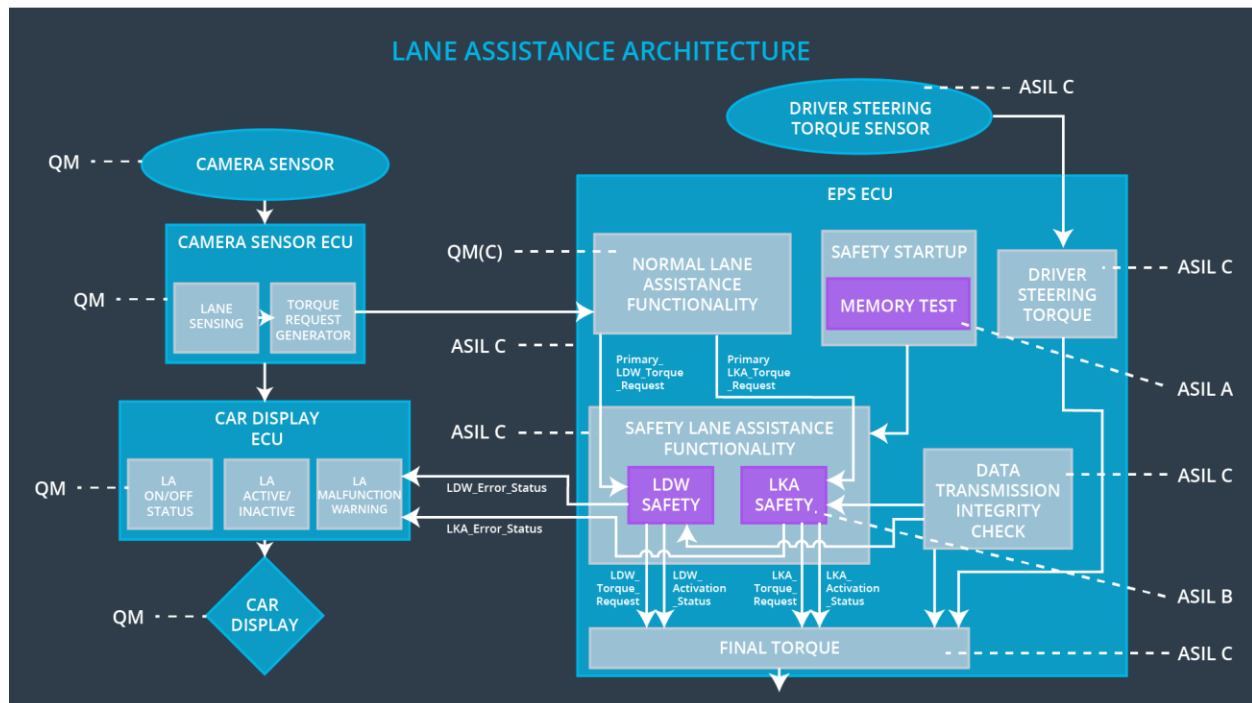 LANE ASSISTANCE ARCHITECTURE
ASIL C
DRIVER STEERING
TORQUE SENSOR
QM
CAMERA SENSOR
EPS ECU
CAMERA SENSOR ECU
QM(C)
NORMAL LANE
ASSISTANCE
FUNCTIONALITY
SAFETY STARTUP
MEMORY TEST
DRIVER
STEERING
TORQUE
ASIL C
QM
LANE
SENSING
TORQUE
REQUEST
GENERATOR
ASIL C
Primary_
LDW_Torque
_Request
Primary
LKA_Torque
_Request
ASIL A
CAR DISPLAY
ECU
ASIL C
SAFETY LANE ASSISTANCE
FUNCTIONALITY
QM
LA
ON/OFF
STATUS
LA
ACTIVE/
INACTIVE
LA
MALFUNCTION
WARNING
LDW_Error_Status
LKA_Error_Status
LDW
SAFETY
LKA
SAFETY
DATA
TRANSMISSION
INTEGRITY
CHECK
ASIL C
LDW_
Torque_
Request
LDW_
Activation
_Status
LKA_
Torque_
Request
LKA_
Activation
_Status
ASIL B
QM
CAR
DISPLAY
FINAL TORQUE
ASIL C